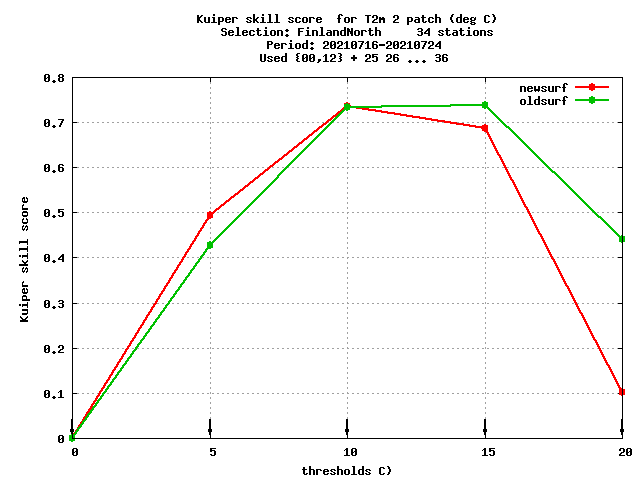 Kuiper skill score for T2m 2 patch (deg C)
Selection: FinlandNorth 34 stations
Period: 20210716-20210724
Used {00,12} + 25 26 ... 36
newsurf
oldsurf
0.8
0.7
0.6
0.5
0.4
0.3
0.2
0.1
0
Kuiper skill score
0 5 10 15 20
thresholds C)